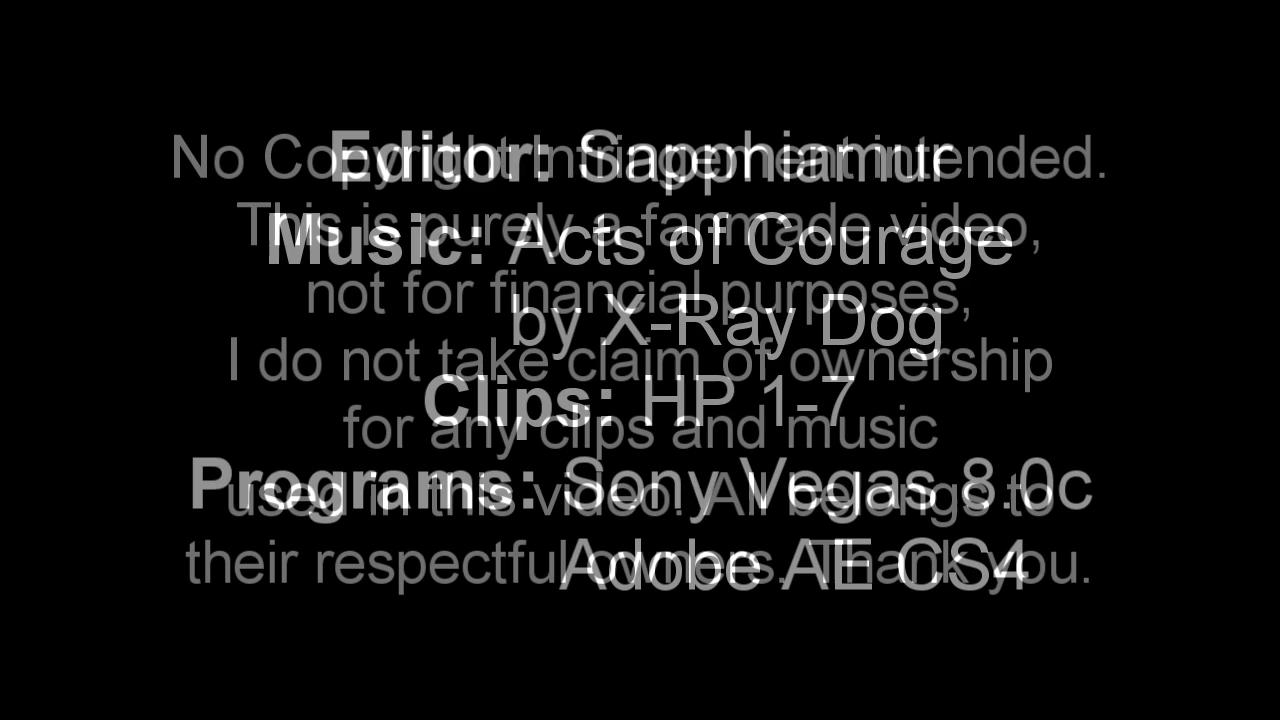 No Copyright Infringement intended.
This is purely a fanmade video,
not for financial purposes,
I do not take claim of ownership
for any clips and music
used in this video. All belongs to
their respectful owners. Thank you.
Editor: Sapphiamur
Music: Acts of Courage
by X-Ray Dog
Clips: HP 1-7
Programs: Sony Vegas 8.0c
Adobe AE CS4